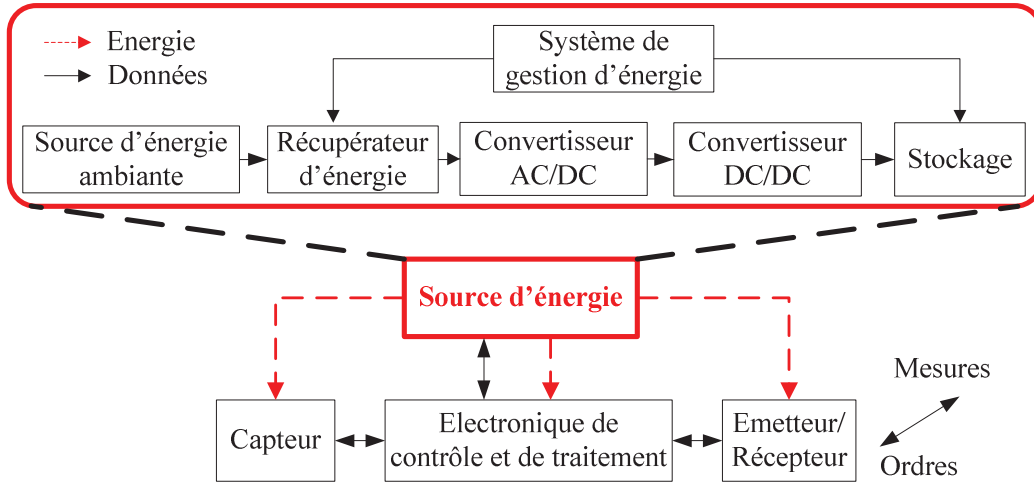 Energie
Données
Système de
gestion d’énergie
Source d'énergie
ambiante
Récupérateur
d'énergie
Convertisseur
AC/DC
Convertisseur
DC/DC
Stockage
Source d'énergie
Capteur
Electronique de
contrôle et de traitement
Emetteur/
Récepteur
Mesures
Ordres